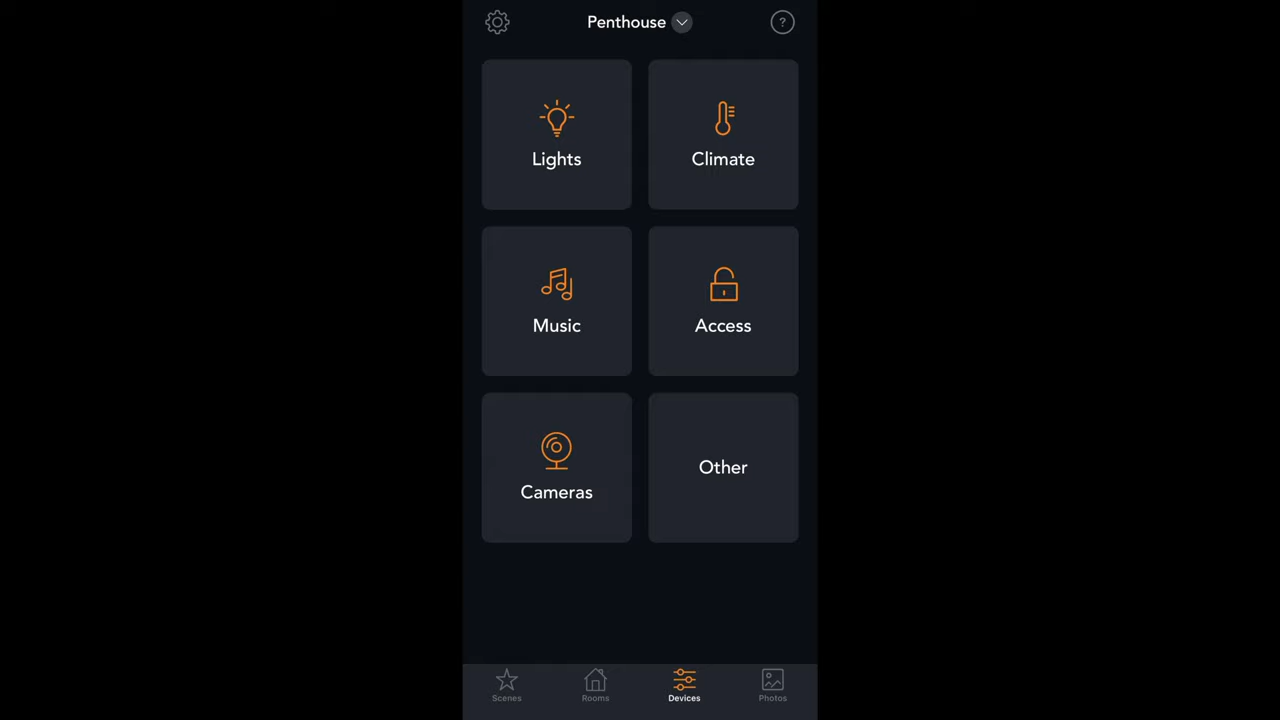 Penthouse
?
Lights
Climate
Music
Access
Cameras
Other
Scenes
Rooms
Devices
Photos